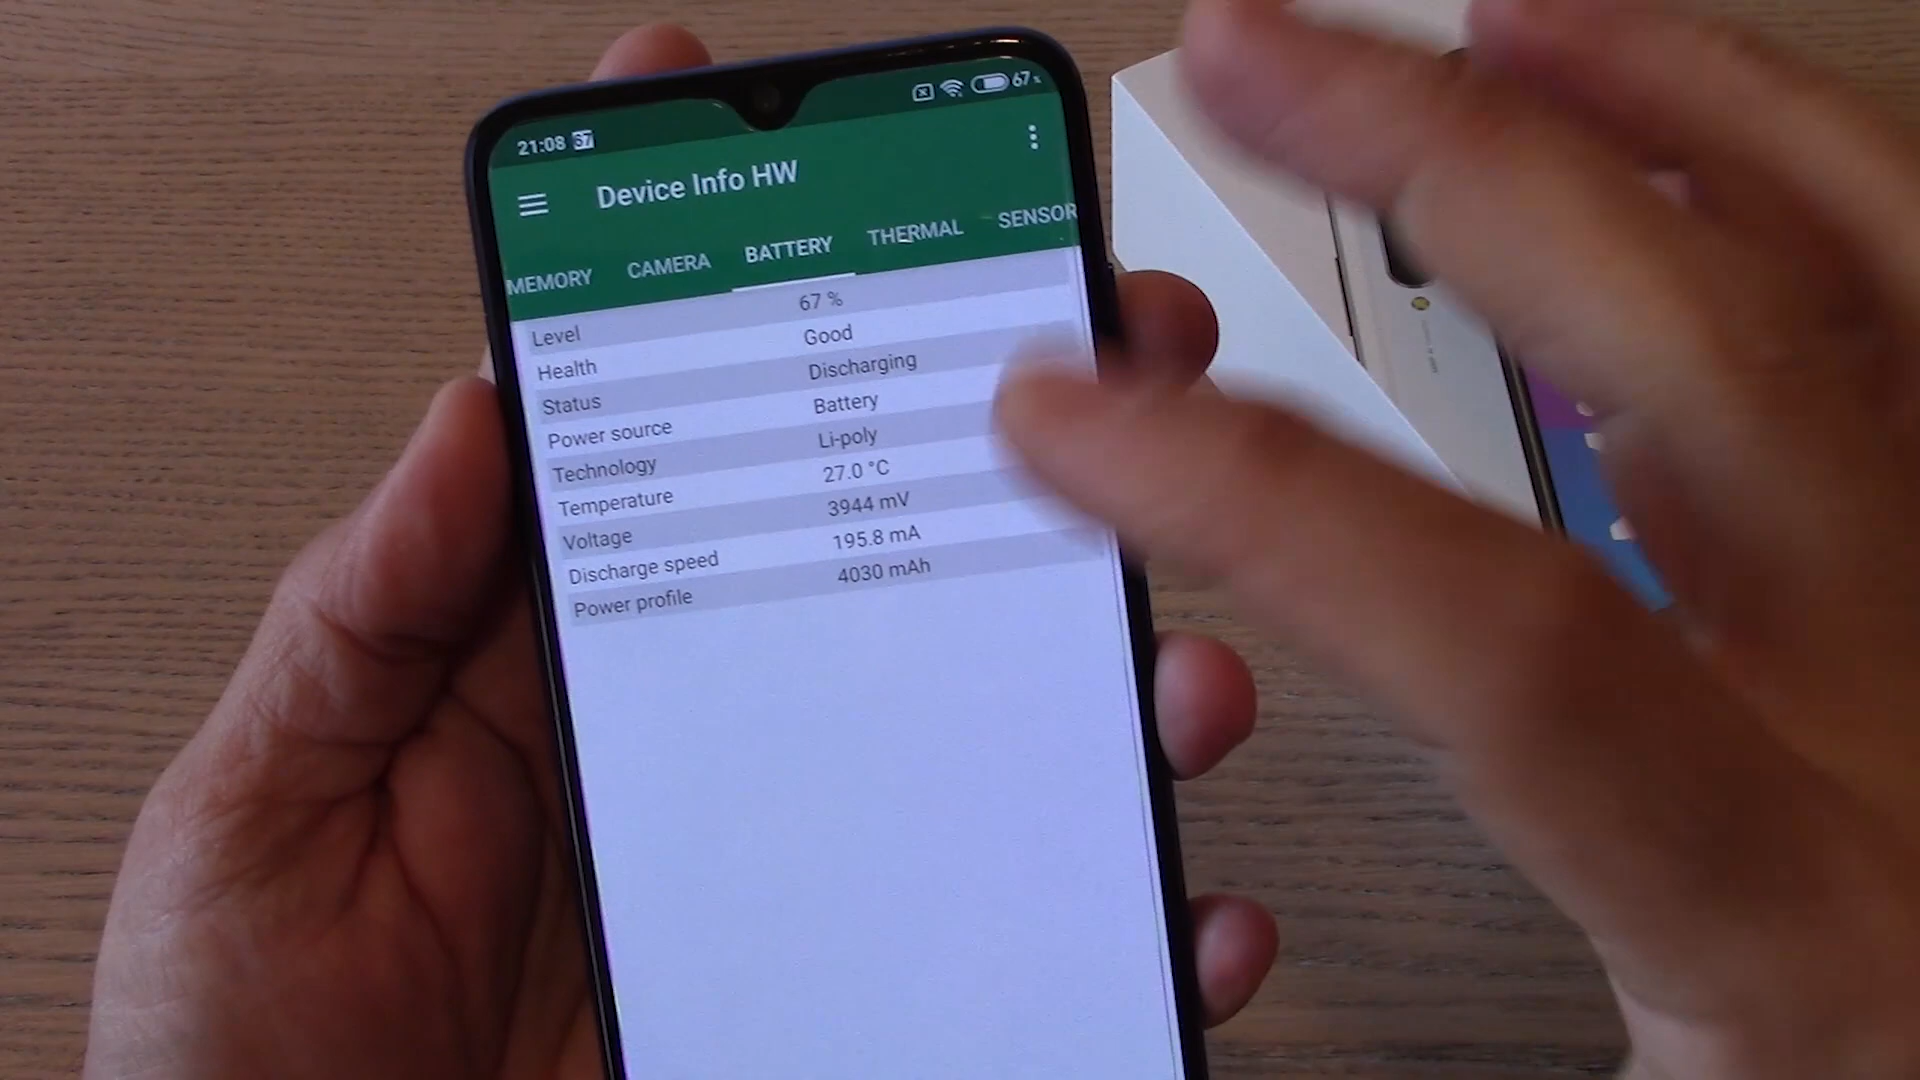 21:08 67 67%
Device Info HW
MEMORY CAMERA BATTERY THERMAL SENSOR
Level 67 %
Health Good
Status Discharging
Power source Battery
Technology Li-poly
Temperature 27.0 °C
Voltage 3944 mV
Discharge speed 195.8 mA
Power profile 4030 mAh